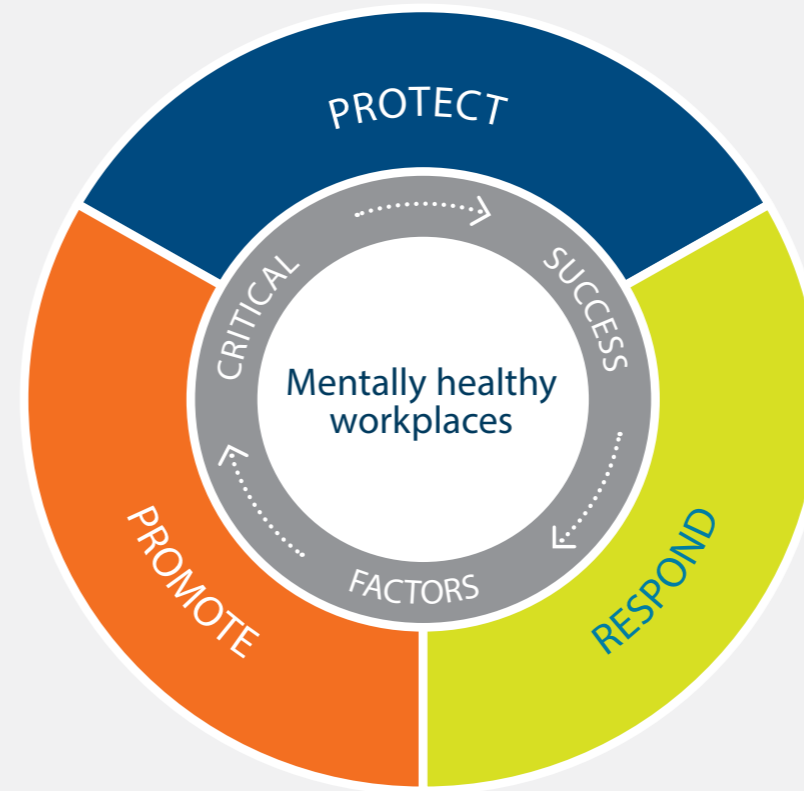 PROTECT
CRITICAL
SUCCESS
FACTORS
Mentally healthy
workplaces
PROMOTE
RESPOND